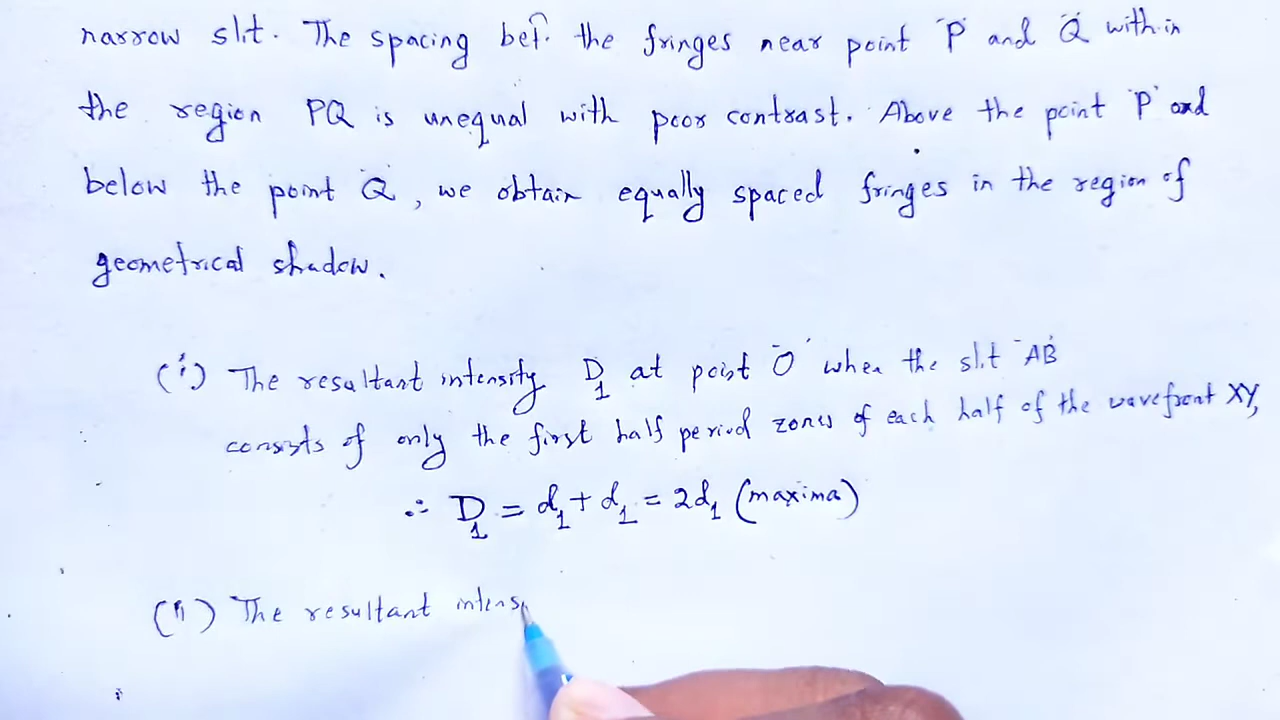 narrow slit. The spacing betⁿ. the fringes near point 'P' and 'Q' within
the region PQ is unequal with poor contrast. Above the point 'P' and
below the point 'Q', we obtain equally spaced fringes in the region of
geometrical shadow.
(i) The resultant intensity D₁ at point 'O' when the slit 'AB'
consists of only the first half period zones of each half of the wavefront XY,
∴ D₁ = d₁ + d₁ = 2d₁ (maxima)
(ii) The resultant intens